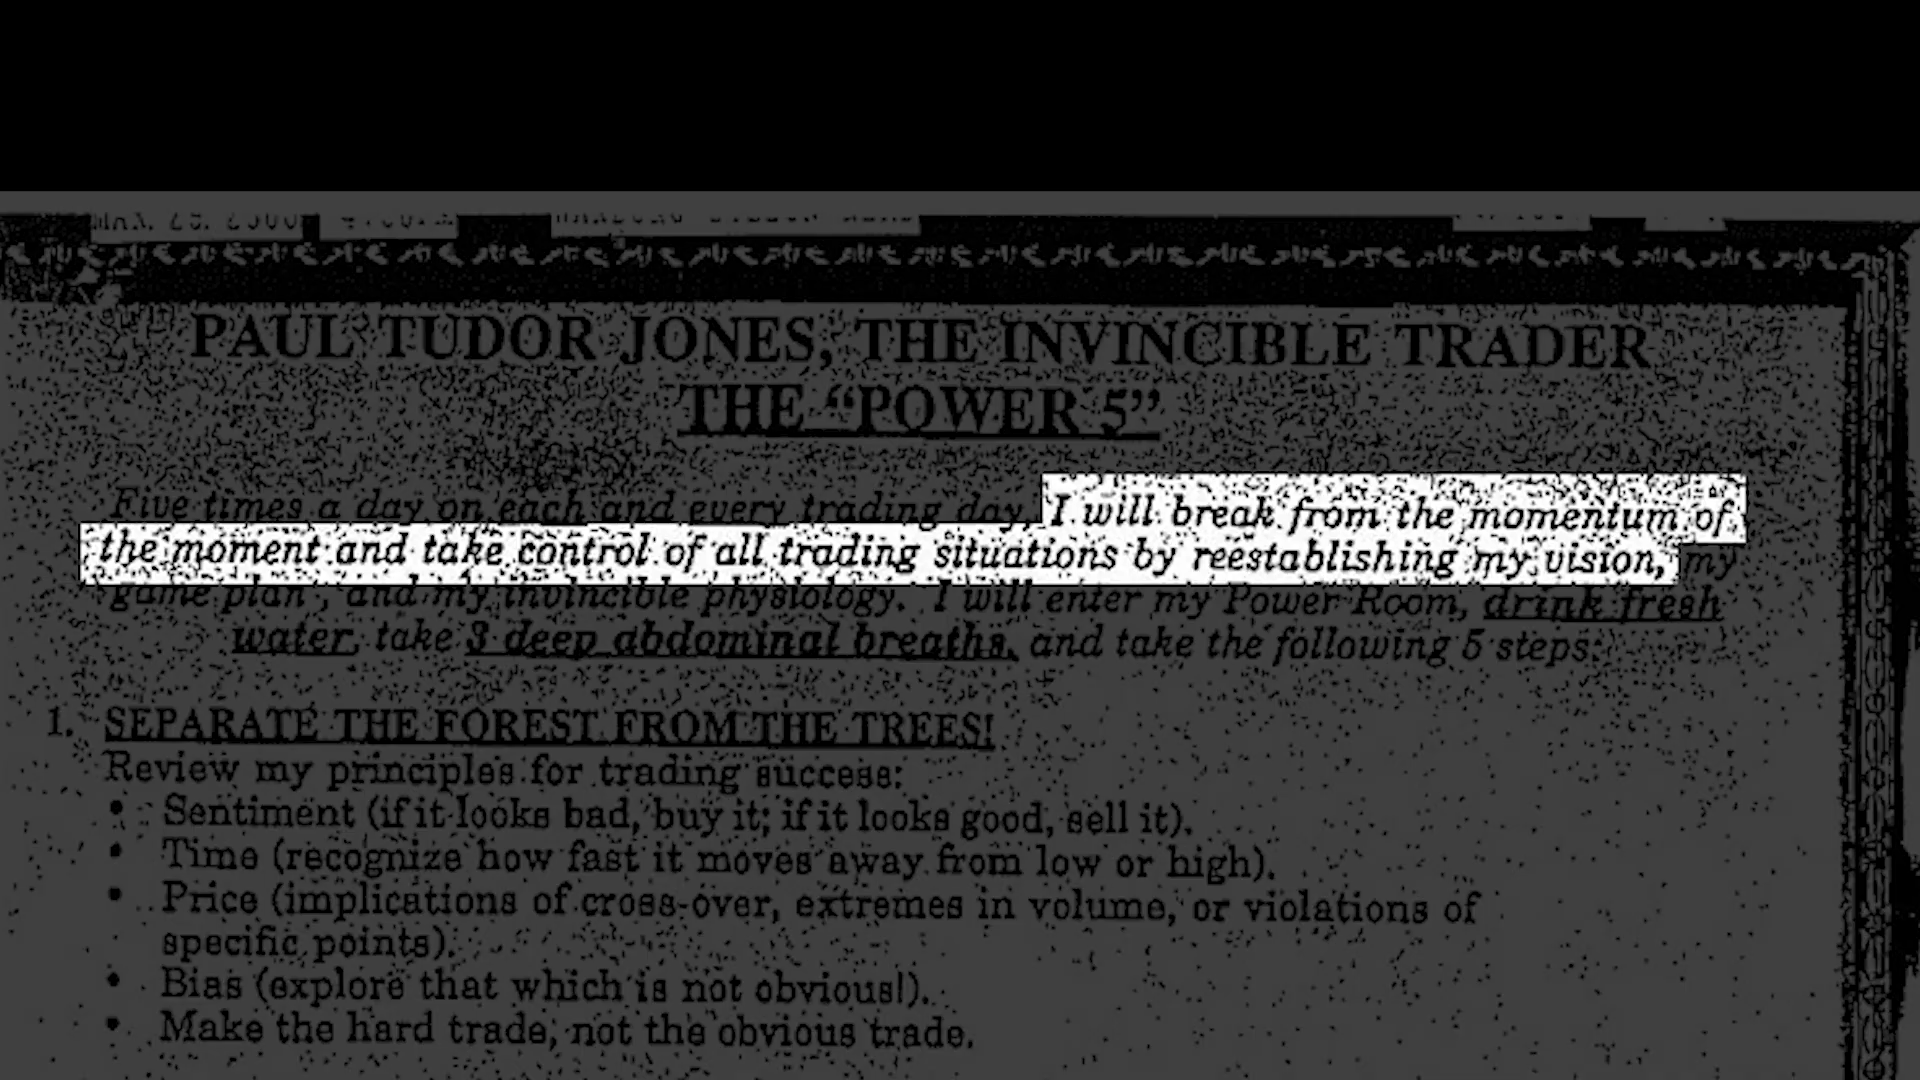 PAUL TUDOR JONES, THE INVINCIBLE TRADER
THE “POWER 5”
Five times a day on each and every trading day, I will break from the momentum of
the moment and take control of all trading situations by reestablishing my vision, my
game plan, and my invincible physiology. I will enter my Power Room, drink fresh
water, take 3 deep abdominal breaths, and take the following 5 steps:
1. SEPARATE THE FOREST FROM THE TREES!
Review my principles for trading success:
• Sentiment (if it looks bad, buy it; if it looks good, sell it).
• Time (recognize how fast it moves away from low or high).
• Price (implications of cross-over, extremes in volume, or violations of
specific points).
• Bias (explore that which is not obvious!).
• Make the hard trade, not the obvious trade.